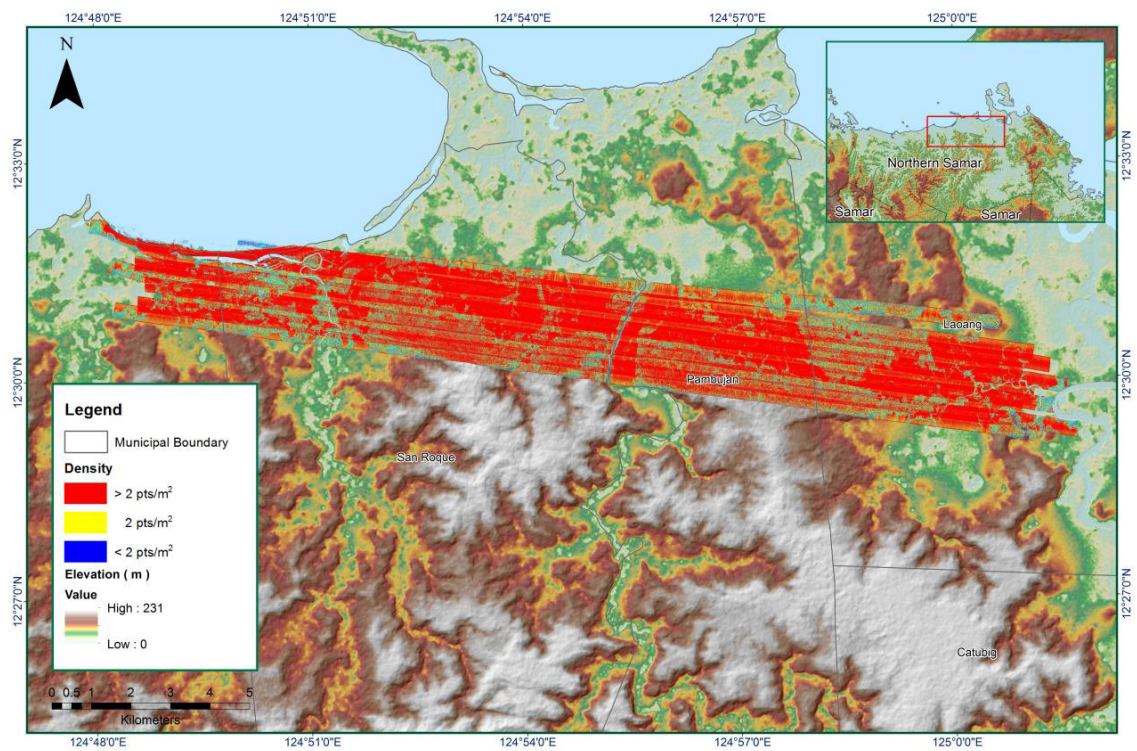 124°48'0"E 124°51'0"E 124°54'0"E 124°57'0"E 125°0'0"E
N
12°33'0"N 12°33'0"N
Northern Samar
Samar Samar
Laoang
12°30'0"N 12°30'0"N
Pambujan
San Roque
Legend
Municipal Boundary
Density
> 2 pts/m²
2 pts/m²
< 2 pts/m²
Elevation ( m )
Value
High : 231
Low : 0
12°27'0"N 12°27'0"N
Catubig
0 0.5 1 2 3 4 5
Kilometers
124°48'0"E 124°51'0"E 124°54'0"E 124°57'0"E 125°0'0"E